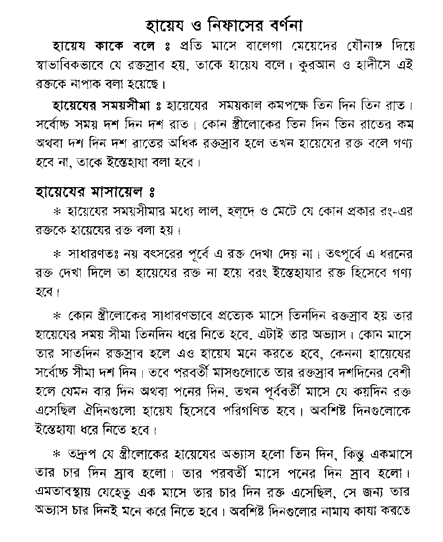 হায়েয ও নিফাসের বর্ণনা
হায়েয কাকে বলে ঃ প্রতি মাসে বালেগা মেয়েদের যৌনাঙ্গ দিয়ে
স্বাভাবিকভাবে যে রক্তস্রাব হয়, তাকে হায়েয বলে। কুরআন ও হাদীসে এই
রক্তকে নাপাক বলা হয়েছে।
হায়েযের সময়সীমা ঃ হায়েযের সময়কাল কমপক্ষে তিন দিন তিন রাত।
সর্বোচ্চ সময় দশ দিন দশ রাত। কোন স্ত্রীলোকের তিন দিন তিন রাতের কম
অথবা দশ দিন দশ রাতের অধিক রক্তস্রাব হলে তখন হায়েযের রক্ত বলে গণ্য
হবে না, তাকে ইস্তেহাযা বলা হবে।
হায়েযের মাসায়েল ঃ
* হায়েযের সময়সীমার মধ্যে লাল, হলদে ও মেটে যে কোন প্রকার রং-এর
রক্তকে হায়েযের রক্ত বলা হয়।
* সাধারণতঃ নয় বৎসরের পূর্বে এ রক্ত দেখা দেয় না। তৎপূর্বে এ ধরনের
রক্ত দেখা দিলে তা হায়েযের রক্ত না হয়ে বরং ইস্তেহাযার রক্ত হিসেবে গণ্য
হবে।
* কোন স্ত্রীলোকের সাধারণভাবে প্রত্যেক মাসে তিনদিন রক্তস্রাব হয় তার
হায়েযের সময় সীমা তিনদিন ধরে নিতে হবে, এটাই তার অভ্যাস। কোন মাসে
তার সাতদিন রক্তস্রাব হলে এও হায়েয মনে করতে হবে, কেননা হায়েযের
সর্বোচ্চ সীমা দশ দিন। তবে পরবর্তী মাসগুলোতে তার রক্তস্রাব দশদিনের বেশী
হলে যেমন বার দিন অথবা পনের দিন, তখন পূর্ববর্তী মাসে যে কয়দিন রক্ত
এসেছিল ঐদিনগুলো হায়েয হিসেবে পরিগণিত হবে। অবশিষ্ট দিনগুলোকে
ইস্তেহাযা ধরে নিতে হবে।
* তদ্রুপ যে স্ত্রীলোকের হায়েযের অভ্যাস হলো তিন দিন, কিন্তু একমাসে
তার চার দিন স্রাব হলো। তার পরবর্তী মাসে পনের দিন স্রাব হলো।
এমতাবস্থায় যেহেতু এক মাসে তার চার দিন রক্ত এসেছিল, সে জন্য তার
অভ্যাস চার দিনই মনে করে নিতে হবে। অবশিষ্ট দিনগুলোর নামায কাযা করতে